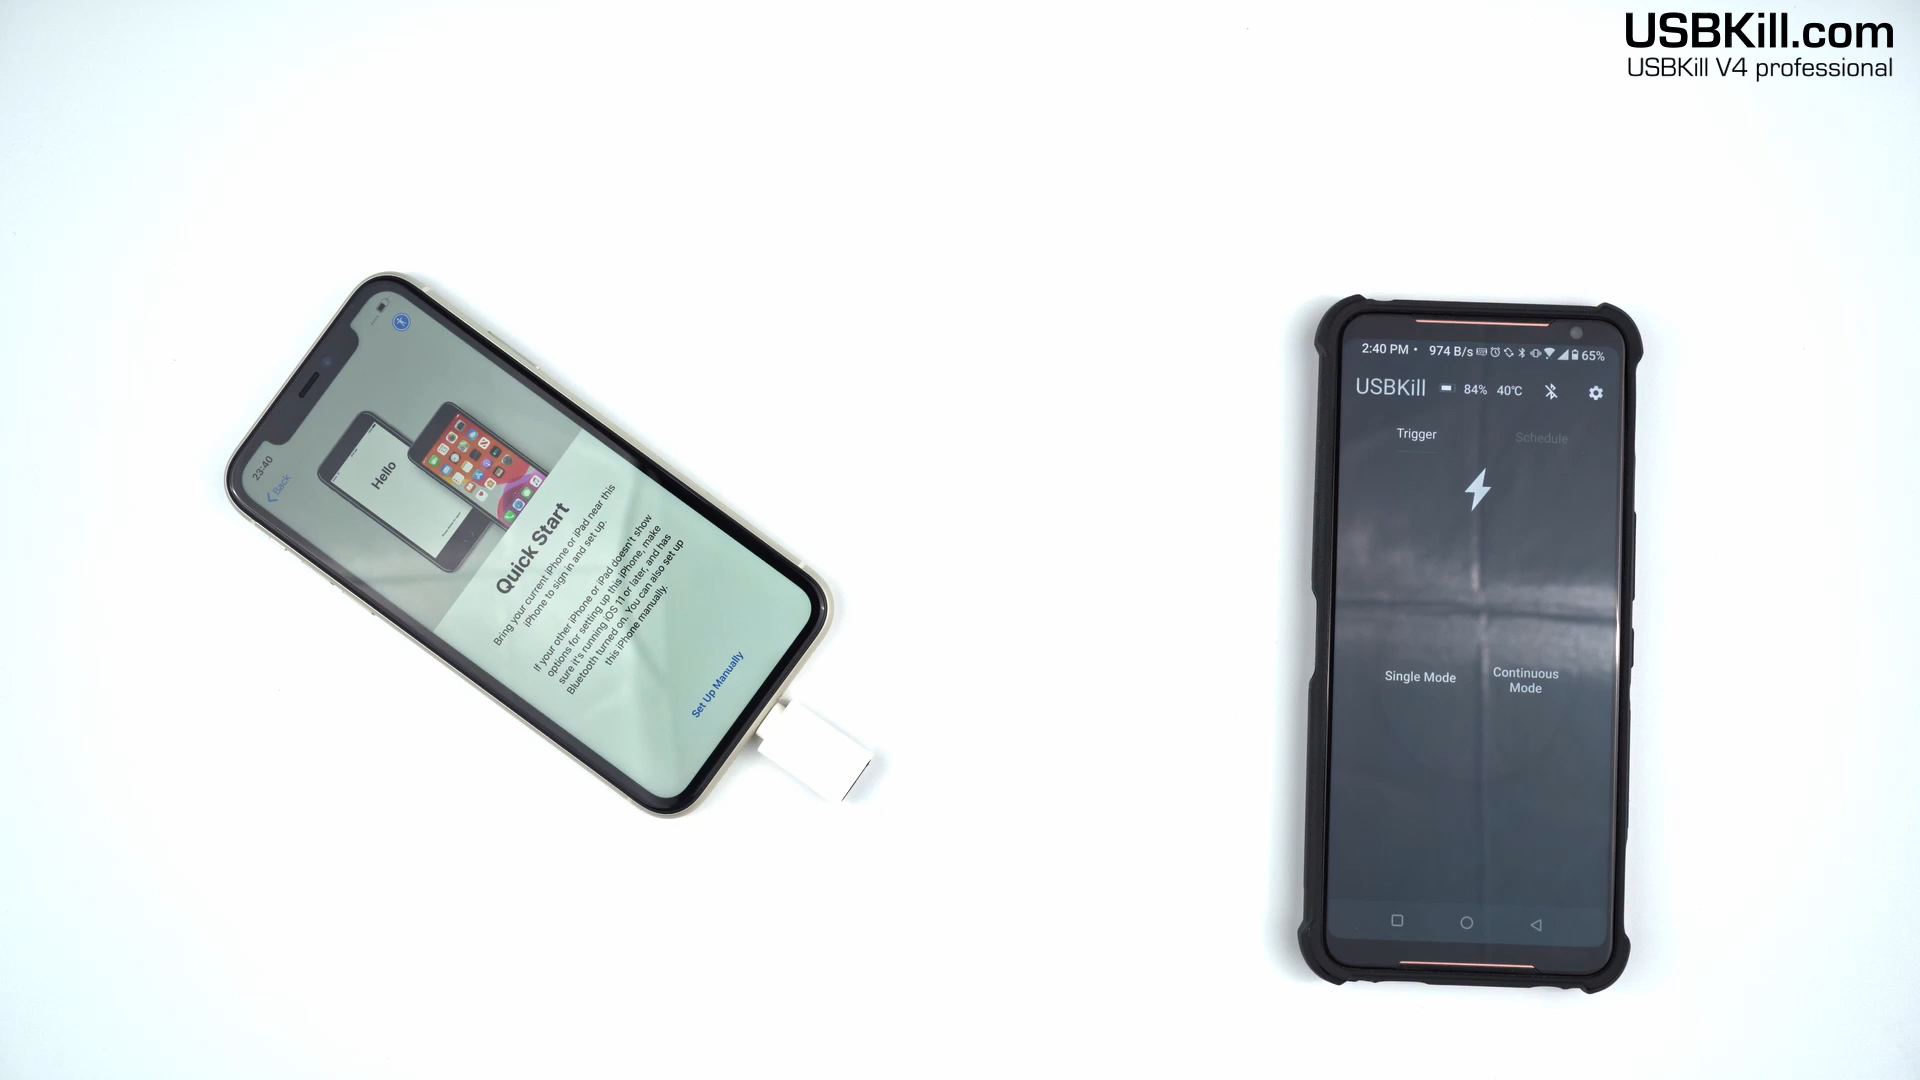 USBKill.com
USBKill V4 professional
23:40
Back
Hello
Quick Start
Bring your current iPhone or iPad near this
iPhone to sign in and set up.
If your other iPhone or iPad doesn't show
options for setting up this iPhone, make
sure it's running iOS 11 or later, and has
Bluetooth turned on. You can also set up
this iPhone manually.
Set Up Manually
2:40 PM • 974 B/s 65%
USBKill 84% 40°C
Trigger Schedule
Single Mode Continuous
Mode